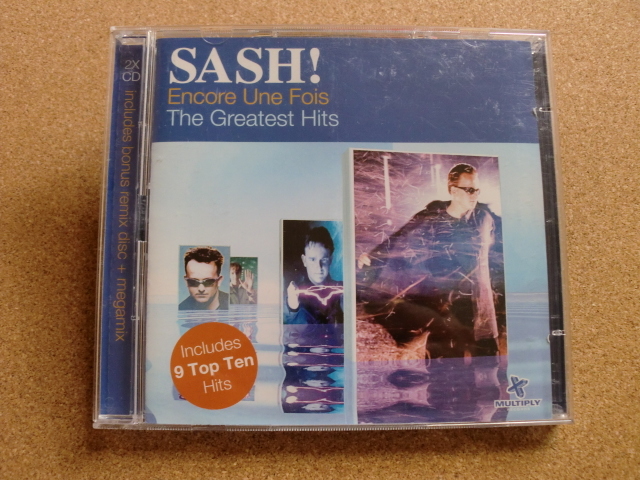 SASH!
Encore Une Fois
The Greatest Hits
2X
CD
includes bonus remix disc + megamix
Includes
9 Top Ten
Hits
MULTIPLY